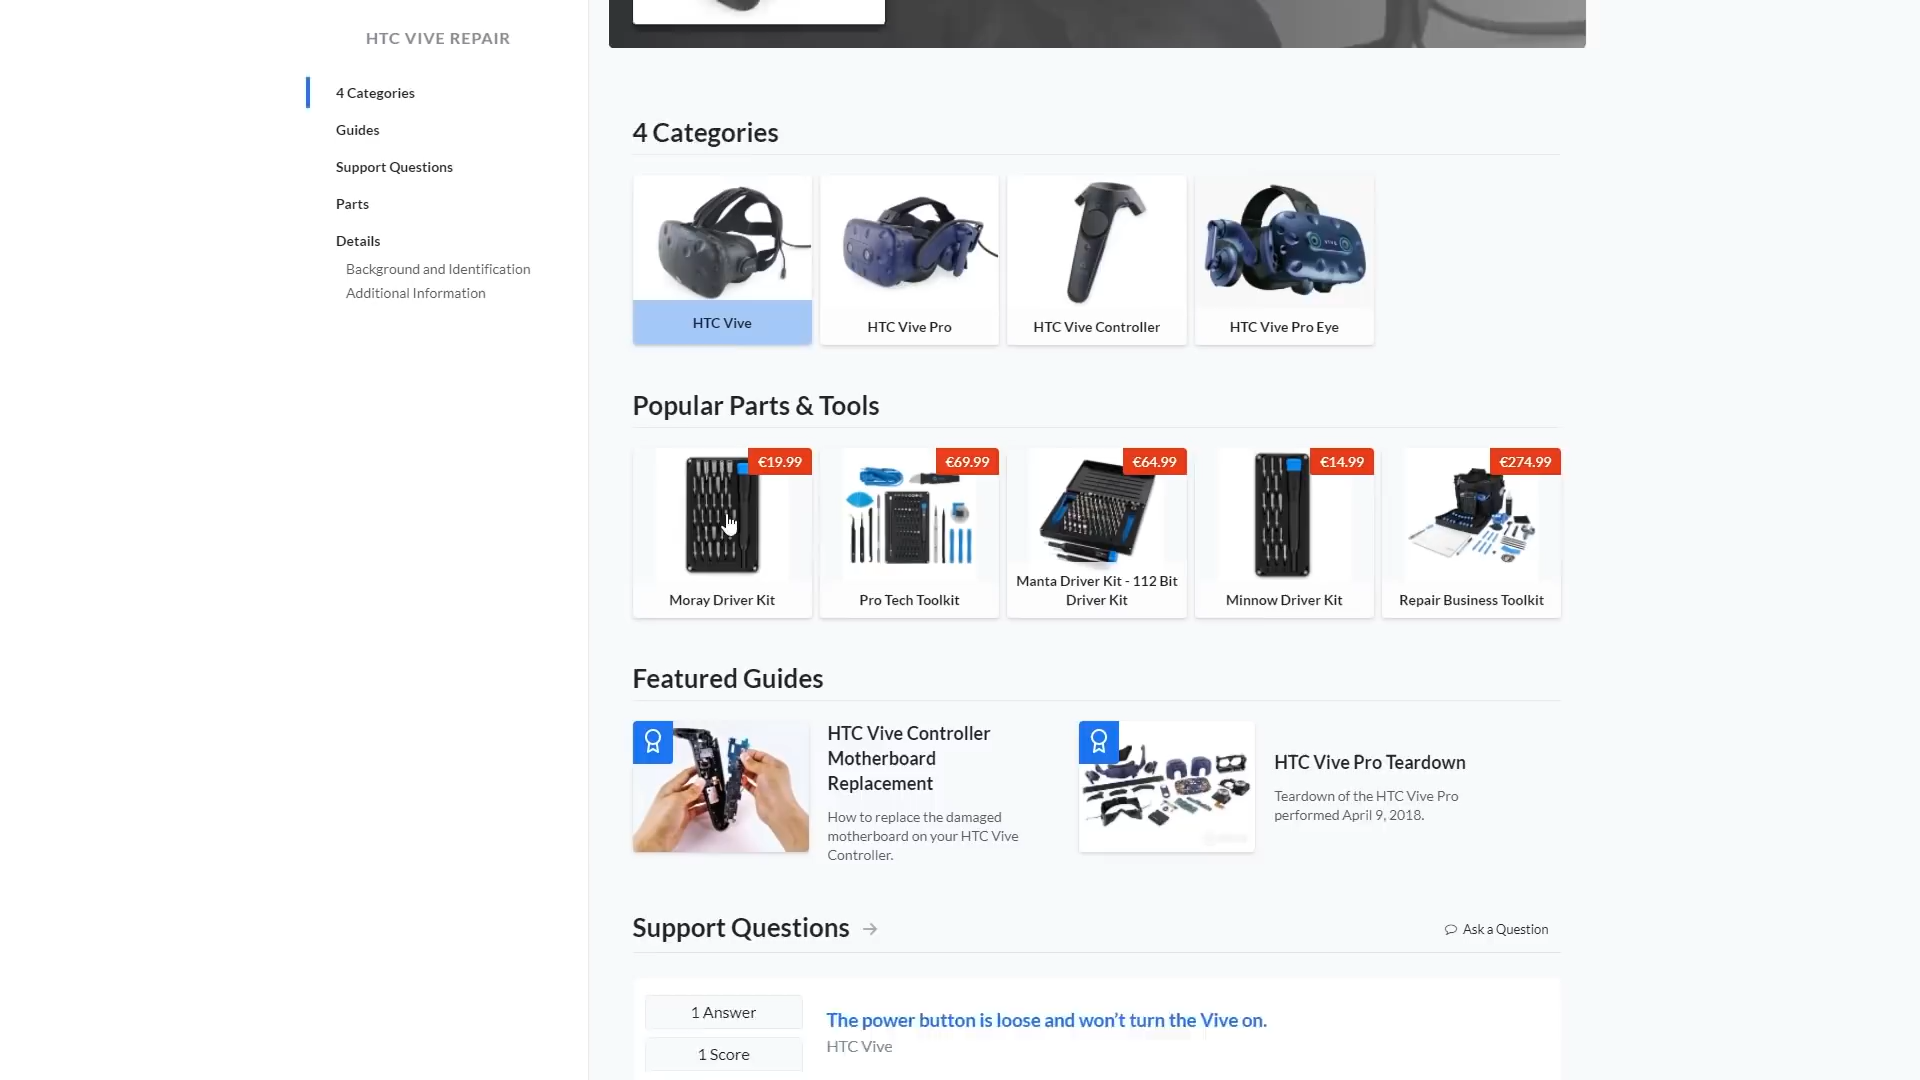 HTC VIVE REPAIR
4 Categories
Guides
Support Questions
Parts
Details
Background and Identification
Additional Information
4 Categories
HTC Vive
HTC Vive Pro
HTC Vive Controller
HTC Vive Pro Eye
Popular Parts & Tools
€19.99
€69.99
€64.99
€14.99
€274.99
Moray Driver Kit
Pro Tech Toolkit
Manta Driver Kit - 112 Bit
Driver Kit
Minnow Driver Kit
Repair Business Toolkit
Featured Guides
HTC Vive Controller
Motherboard
Replacement
How to replace the damaged
motherboard on your HTC Vive
Controller.
HTC Vive Pro Teardown
Teardown of the HTC Vive Pro
performed April 9, 2018.
Support Questions
Ask a Question
1 Answer
1 Score
The power button is loose and won’t turn the Vive on.
HTC Vive